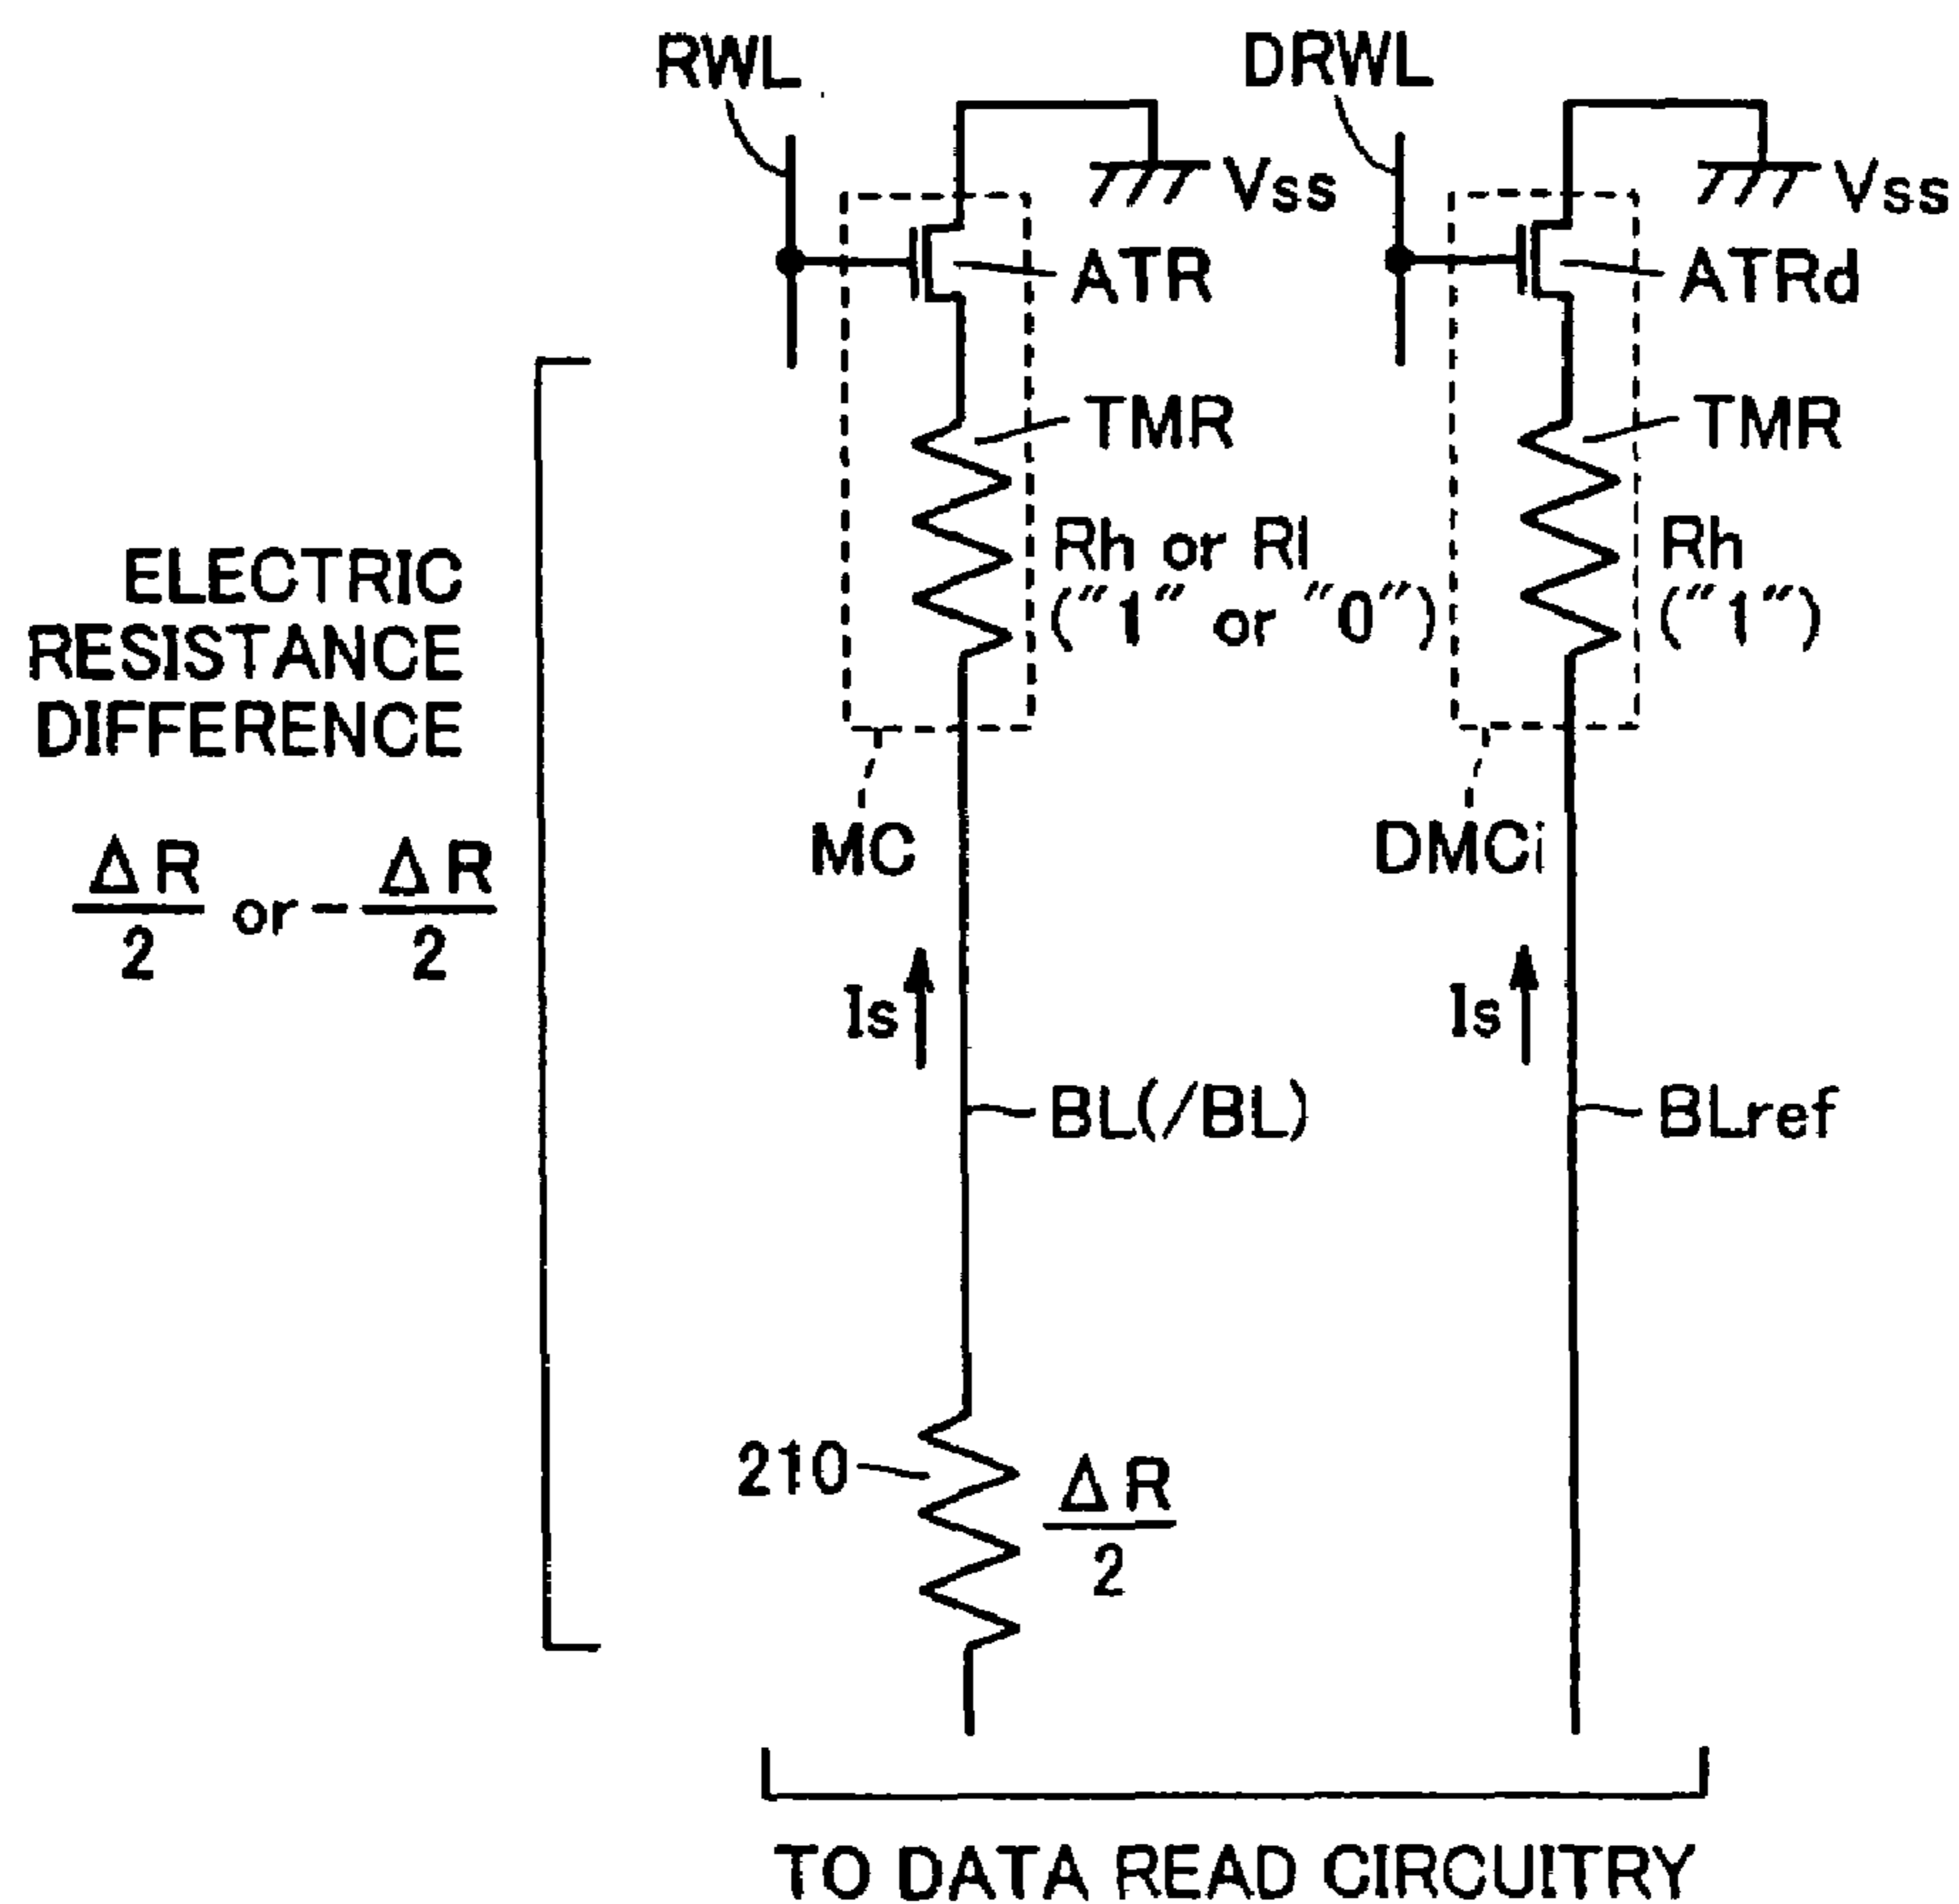 RWL
DRWL
Vss
Vss
ATR
ATRd
TMR
TMR
ELECTRIC
RESISTANCE
DIFFERENCE
ΔR/2 or -ΔR/2
Rh or Rl
("1" or "0")
Rh
("1")
MC
DMCi
Is
Is
BL(/BL)
BLref
210
ΔR/2
TO DATA READ CIRCUITRY